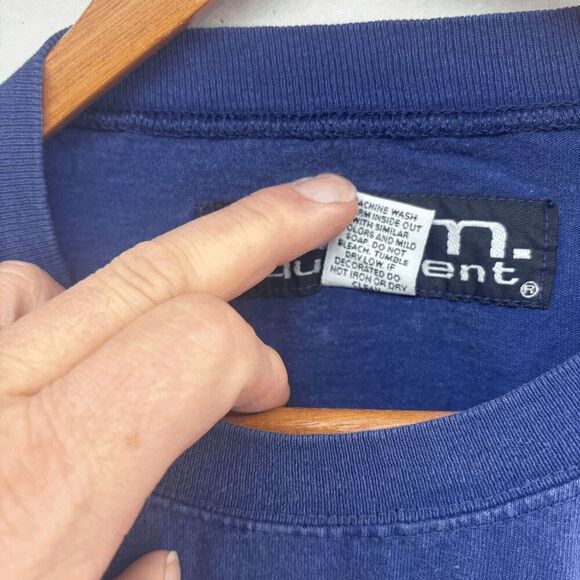 MACHINE WASH
WARM INSIDE OUT
WITH SIMILAR
COLORS AND MILD
SOAP. DO NOT
BLEACH. TUMBLE
DRY LOW. IF
DECORATED DO
NOT IRON OR DRY
CLEAN.
m.
ent®